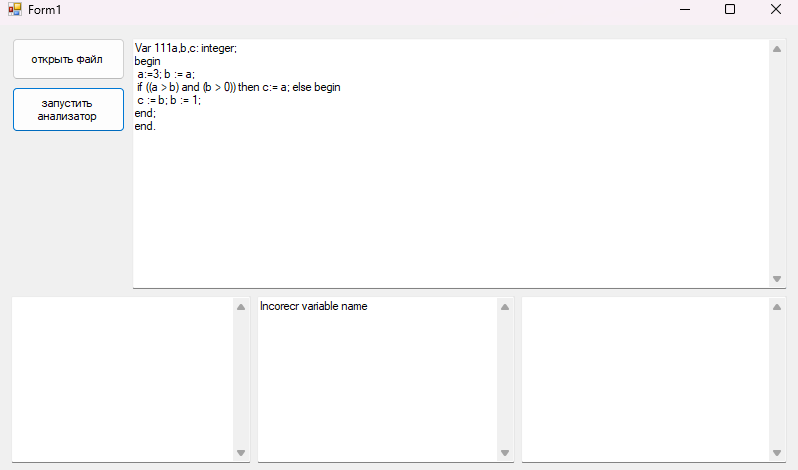 Form1
открыть файл
запустить
анализатор
Var 111a,b,c: integer;
begin
a:=3; b := a;
if ((a > b) and (b > 0)) then c:= a; else begin
c := b; b := 1;
end;
end.
Incorecr variable name